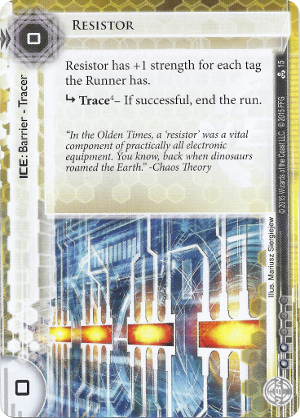 0
RESISTOR
Resistor has +1 strength for each tag
the Runner has.
Trace4– If successful, end the run.
"In the Olden Times, a 'resistor' was a vital
component of practically all electronic
equipment. You know, back when dinosaurs
roamed the Earth." -Chaos Theory
ICE: Barrier - Tracer
15
© 2015 Wizards of the Coast LLC. © 2015 FFG
Illus. Mariusz Siergiejew
0